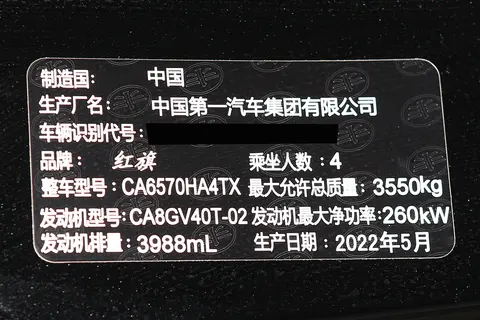 制造国： 中国
生产厂名： 中国第一汽车集团有限公司
车辆识别代号：
品牌： 红旗 乘坐人数：4
整车型号：CA6570HA4TX 最大允许总质量：3550kg
发动机型号：CA8GV40T-02 发动机最大净功率：260kW
发动机排量：3988mL 生产日期：2022年5月